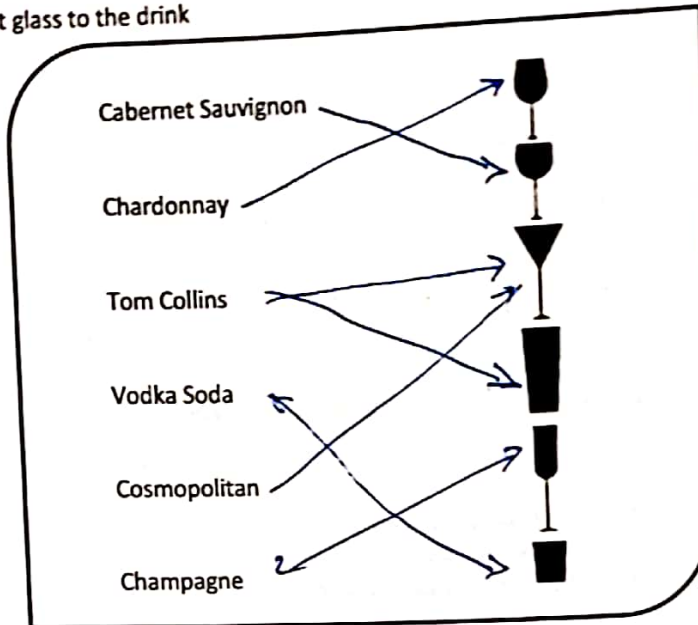 t glass to the drink
Cabernet Sauvignon
Chardonnay
Tom Collins
Vodka Soda
Cosmopolitan
Champagne